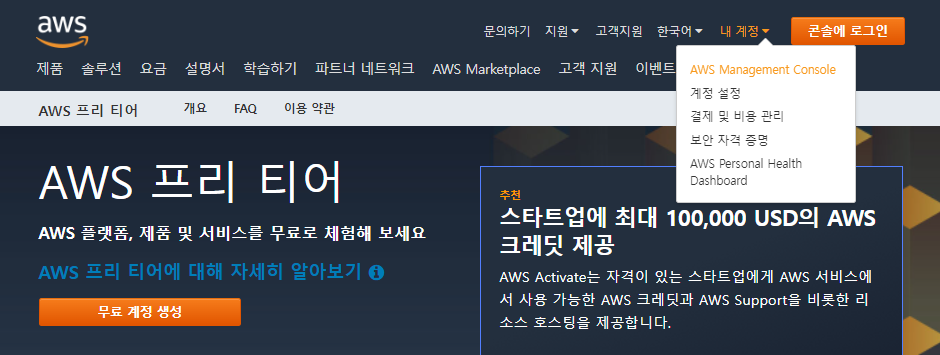 aws
문의하기 지원 고객지원 한국어 내 계정 콘솔에 로그인
제품 솔루션 요금 설명서 학습하기 파트너 네트워크 AWS Marketplace 고객 지원 이벤트
AWS Management Console
계정 설정
결제 및 비용 관리
보안 자격 증명
AWS Personal Health
Dashboard
AWS 프리 티어 개요 FAQ 이용 약관
AWS 프리 티어
AWS 플랫폼, 제품 및 서비스를 무료로 체험해 보세요
AWS 프리 티어에 대해 자세히 알아보기
무료 계정 생성
추천
스타트업에 최대 100,000 USD의 AWS
크레딧 제공
AWS Activate는 자격이 있는 스타트업에게 AWS 서비스에
서 사용 가능한 AWS 크레딧과 AWS Support을 비롯한 리
소스 호스팅을 제공합니다.